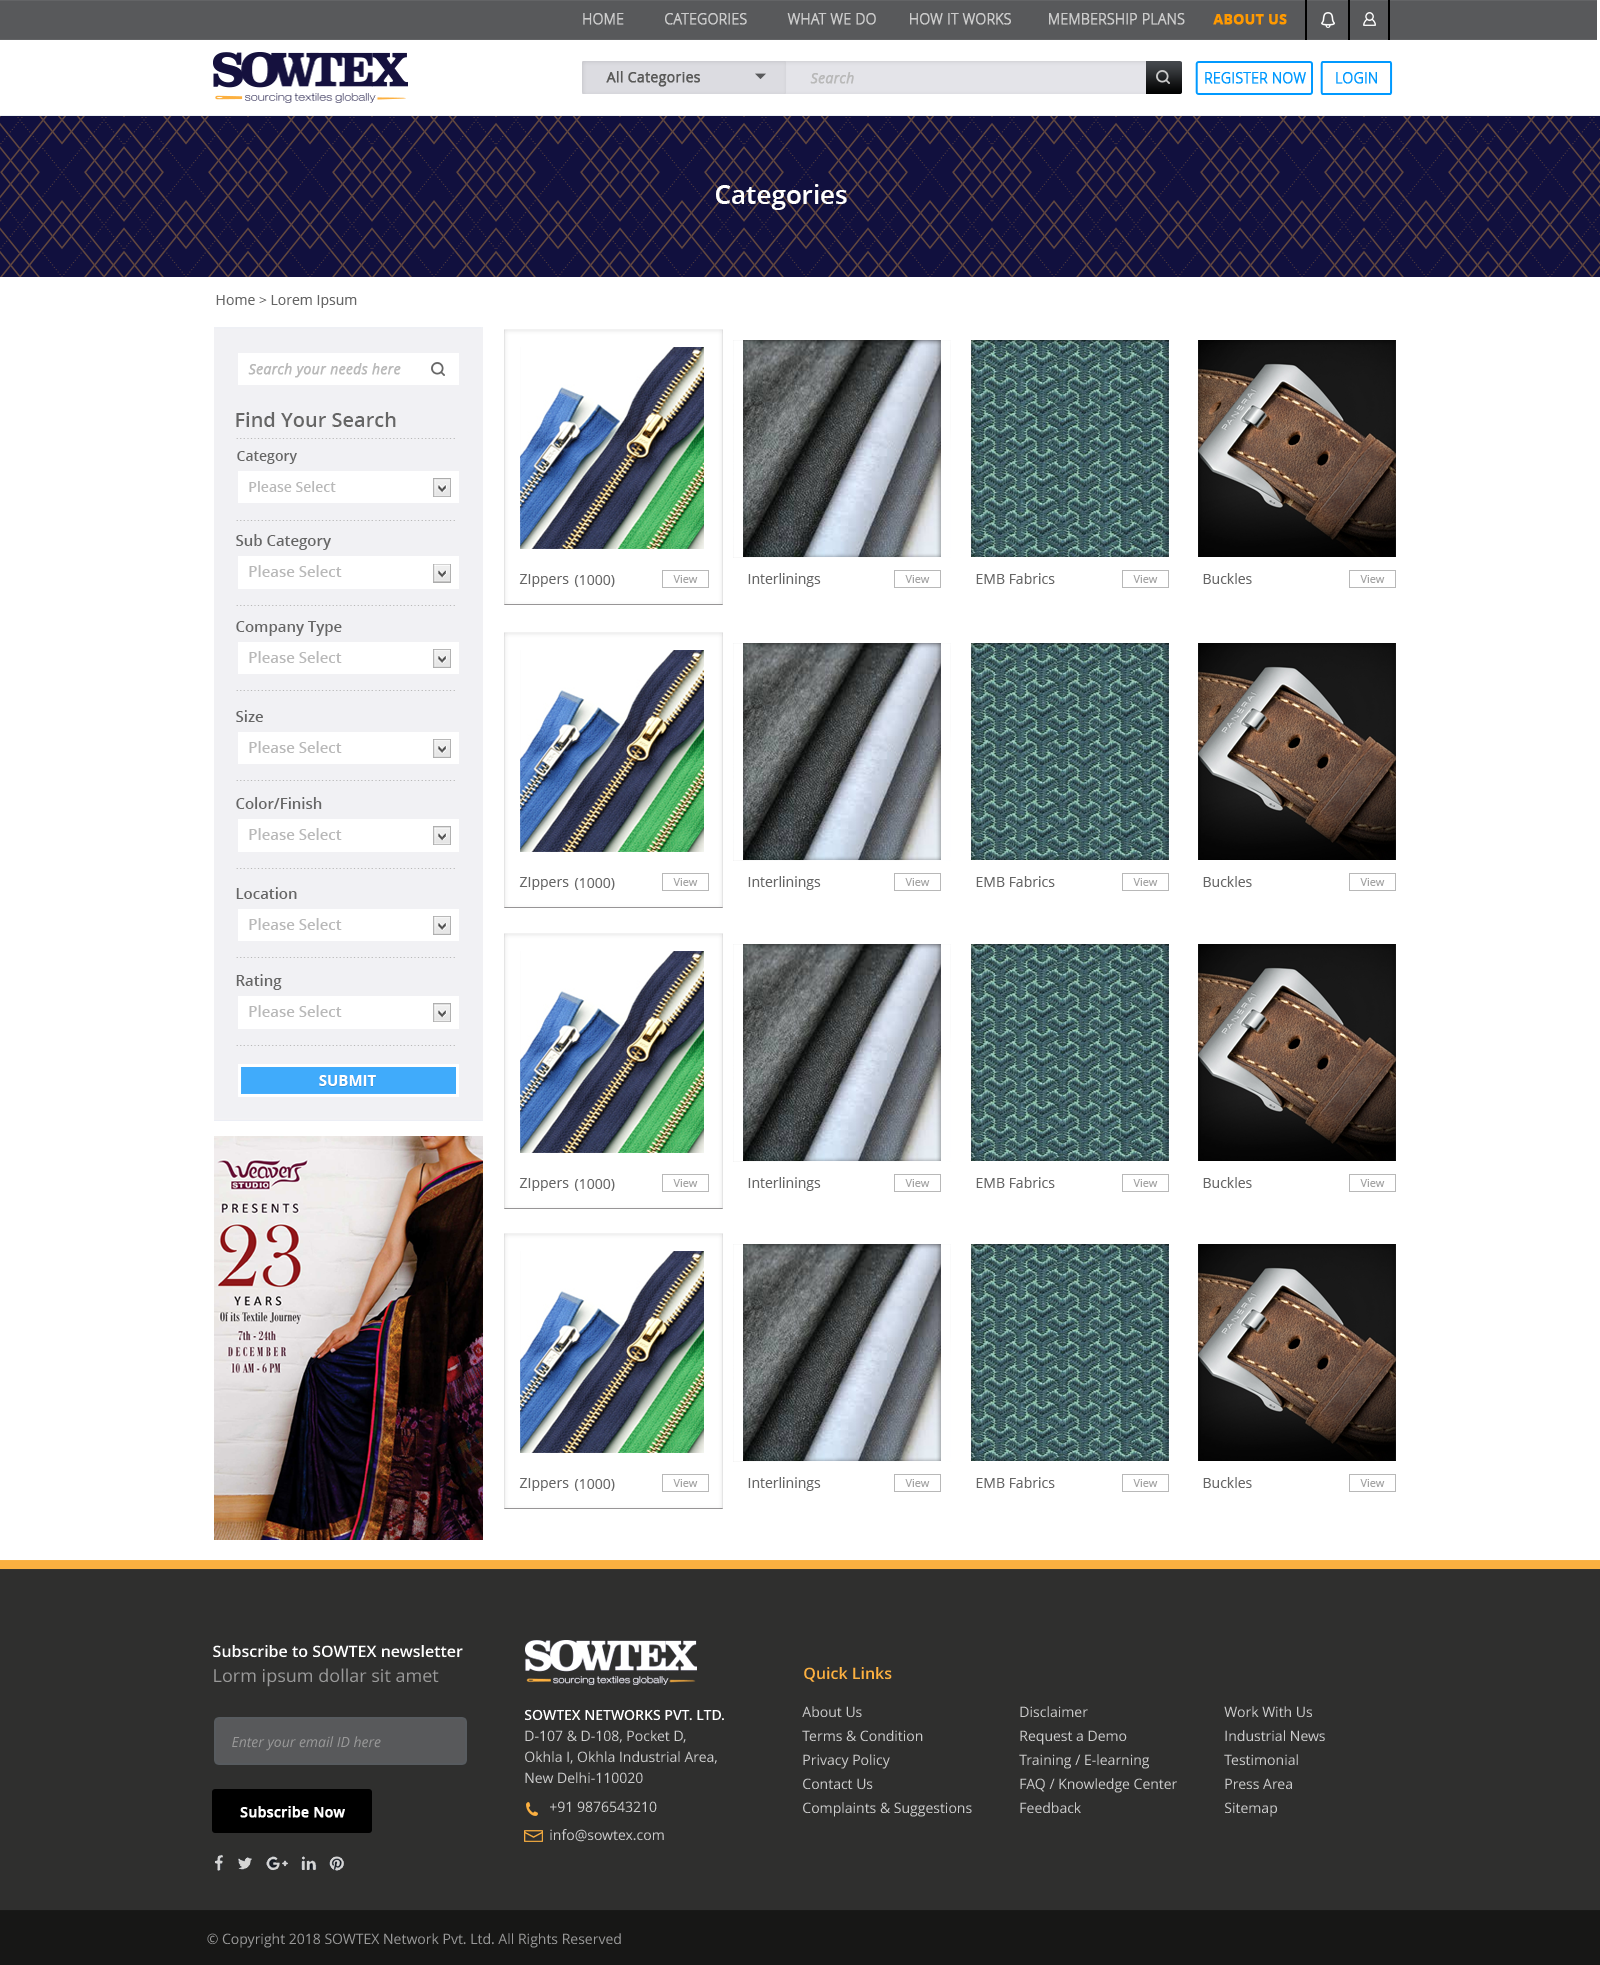 HOME CATEGORIES WHAT WE DO HOW IT WORKS MEMBERSHIP PLANS ABOUT US
SOWTEX
sourcing textiles globally
All Categories Search REGISTER NOW LOGIN
Categories
Home > Lorem Ipsum
Search your needs here
Find Your Search
Category
Please Select
Sub Category
Please Select
Company Type
Please Select
Size
Please Select
Color/Finish
Please Select
Location
Please Select
Rating
Please Select
SUBMIT
Weavers
STUDIO
PRESENTS
23
YEARS
Of its Textile Journey
7th - 24th
DECEMBER
10 AM - 6 PM
PANERAI
ZIppers (1000) View Interlinings View EMB Fabrics View Buckles View
PANERAI
ZIppers (1000) View Interlinings View EMB Fabrics View Buckles View
PANERAI
ZIppers (1000) View Interlinings View EMB Fabrics View Buckles View
PANERAI
ZIppers (1000) View Interlinings View EMB Fabrics View Buckles View
Subscribe to SOWTEX newsletter
Lorm ipsum dollar sit amet
Enter your email ID here
Subscribe Now
SOWTEX
sourcing textiles globally
SOWTEX NETWORKS PVT. LTD.
D-107 & D-108, Pocket D,
Okhla I, Okhla Industrial Area,
New Delhi-110020
+91 9876543210
info@sowtex.com
Quick Links
About Us
Terms & Condition
Privacy Policy
Contact Us
Complaints & Suggestions
Disclaimer
Request a Demo
Training / E-learning
FAQ / Knowledge Center
Feedback
Work With Us
Industrial News
Testimonial
Press Area
Sitemap
© Copyright 2018 SOWTEX Network Pvt. Ltd. All Rights Reserved